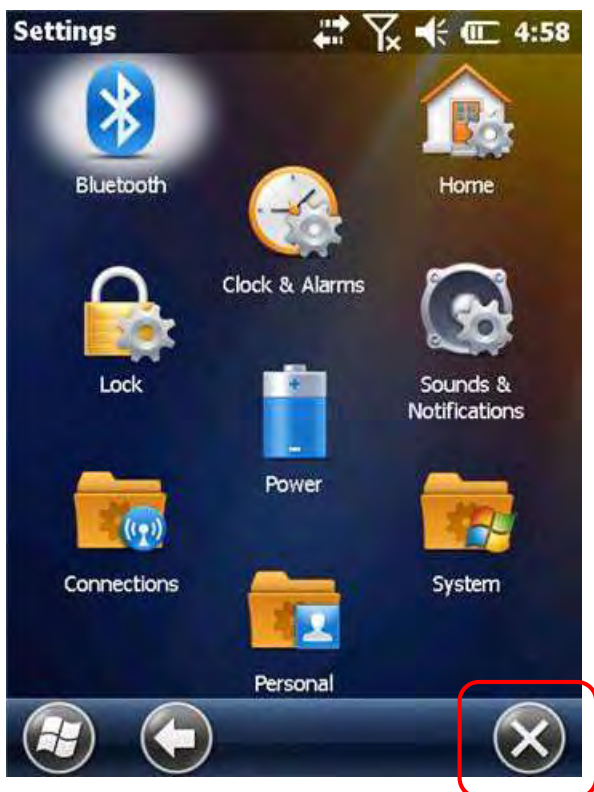 Settings 4:58
Bluetooth
Home
Clock & Alarms
Lock
Sounds &
Notifications
Power
Connections
System
Personal